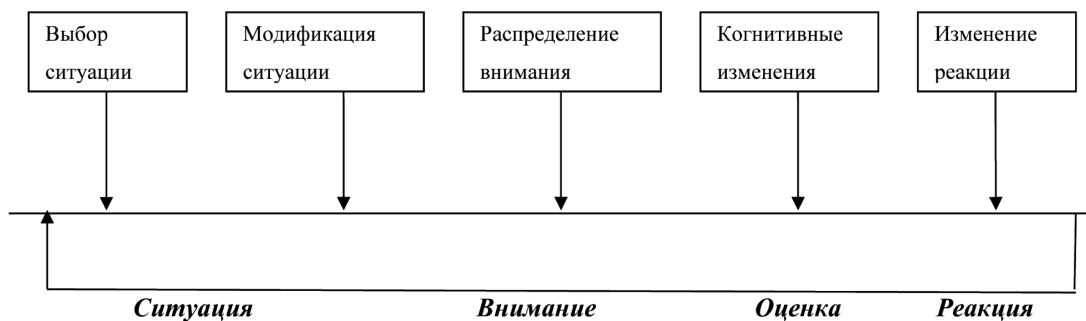 Выбор
ситуации
Модификация
ситуации
Распределение
внимания
Когнитивные
изменения
Изменение
реакции
Ситуация
Внимание
Оценка
Реакция